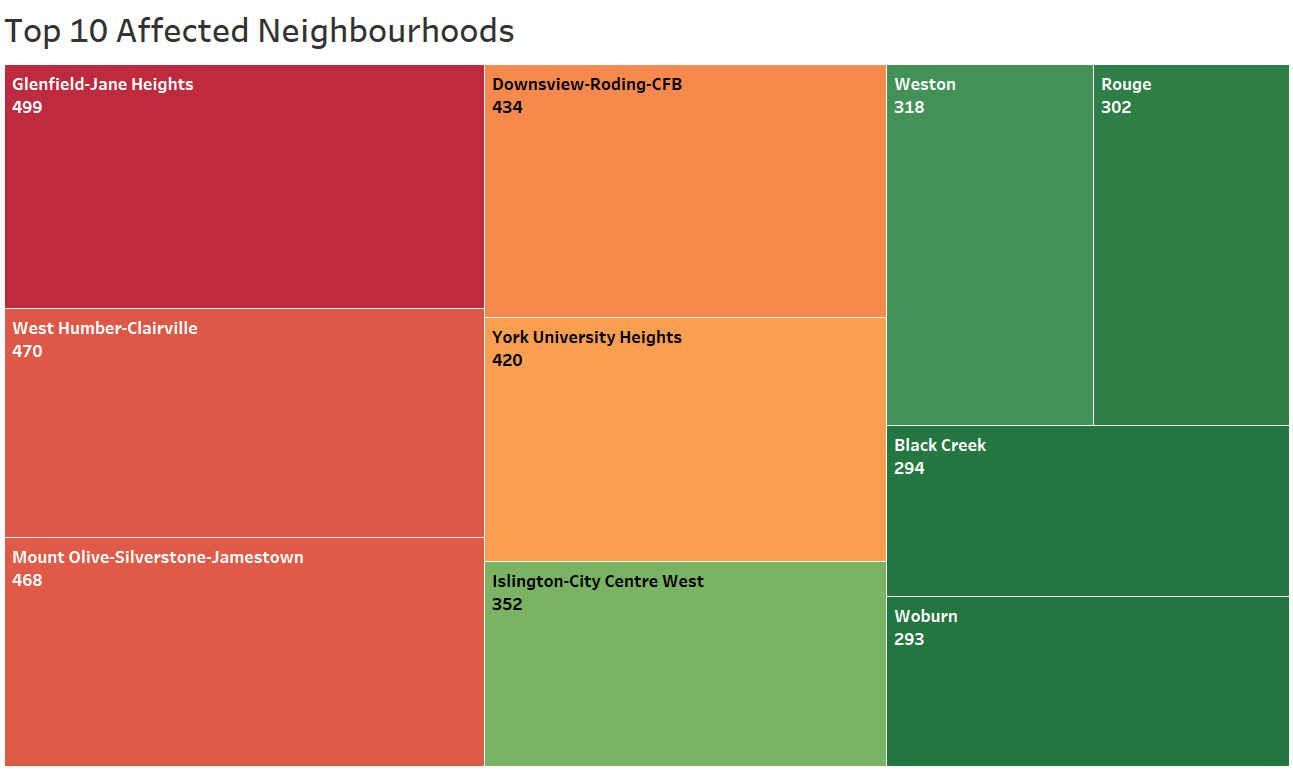 Top 10 Affected Neighbourhoods
Glenfield-Jane Heights
499
West Humber-Clairville
470
Mount Olive-Silverstone-Jamestown
468
Downsview-Roding-CFB
434
York University Heights
420
Islington-City Centre West
352
Weston
318
Rouge
302
Black Creek
294
Woburn
293